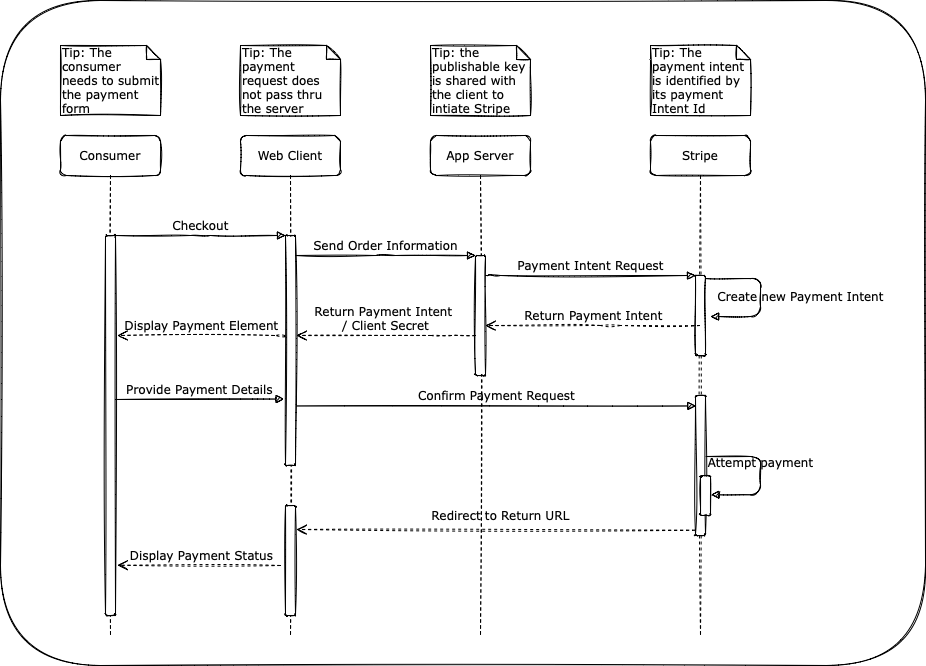 Tip: The
consumer
needs to submit
the payment
form
Tip: The
payment
request does
not pass thru
the server
Tip: the
publishable key
is shared with
the client to
intiate Stripe
Tip: The
payment intent
is identified by
its payment
Intent Id
Consumer
Web Client
App Server
Stripe
Checkout
Send Order Information
Payment Intent Request
Create new Payment Intent
Return Payment Intent
Return Payment Intent
/ Client Secret
Display Payment Element
Provide Payment Details
Confirm Payment Request
Attempt payment
Redirect to Return URL
Display Payment Status